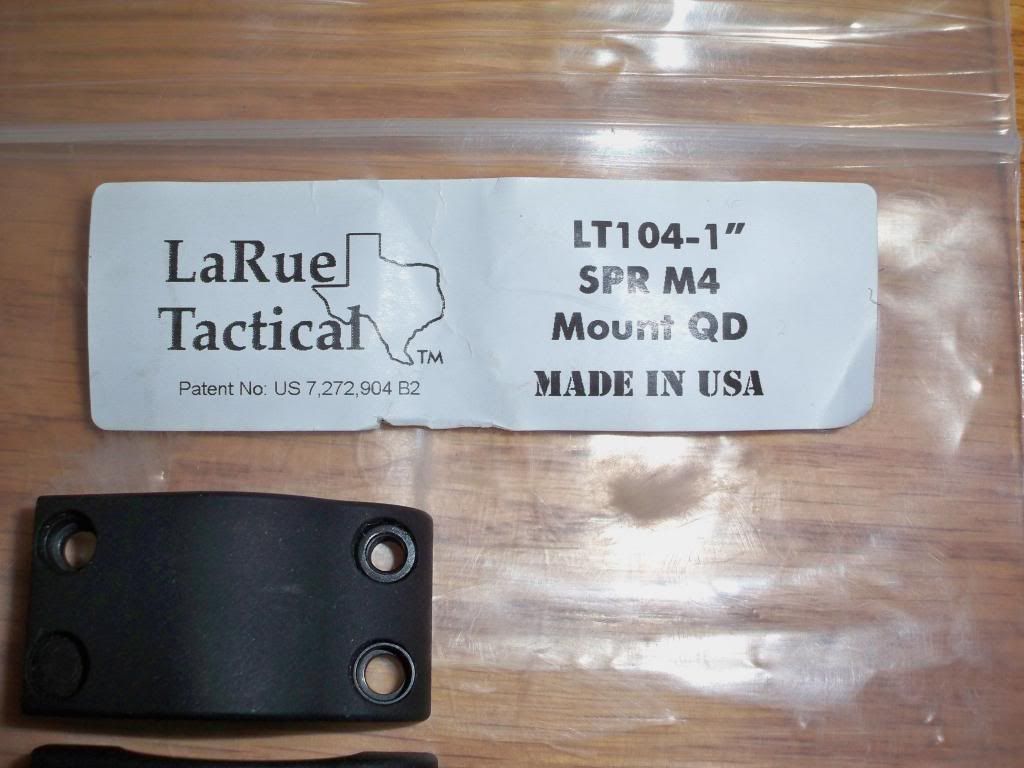 LaRue
Tactical
TM
Patent No: US 7,272,904 B2
LT104-1”
SPR M4
Mount QD
MADE IN USA